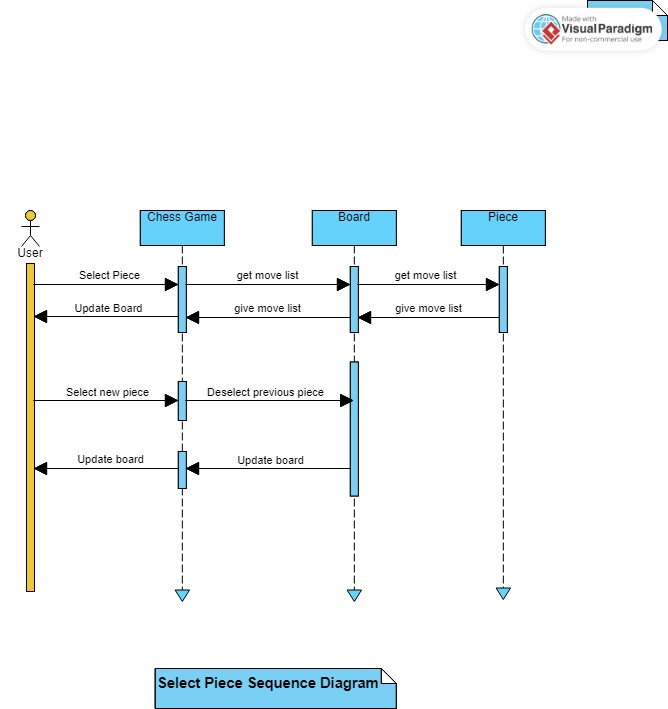 Made with
VisualParadigm
For non-commercial use
User
Chess Game
Board
Piece
Select Piece
get move list
get move list
Update Board
give move list
give move list
Select new piece
Deselect previous piece
Update board
Update board
Select Piece Sequence Diagram